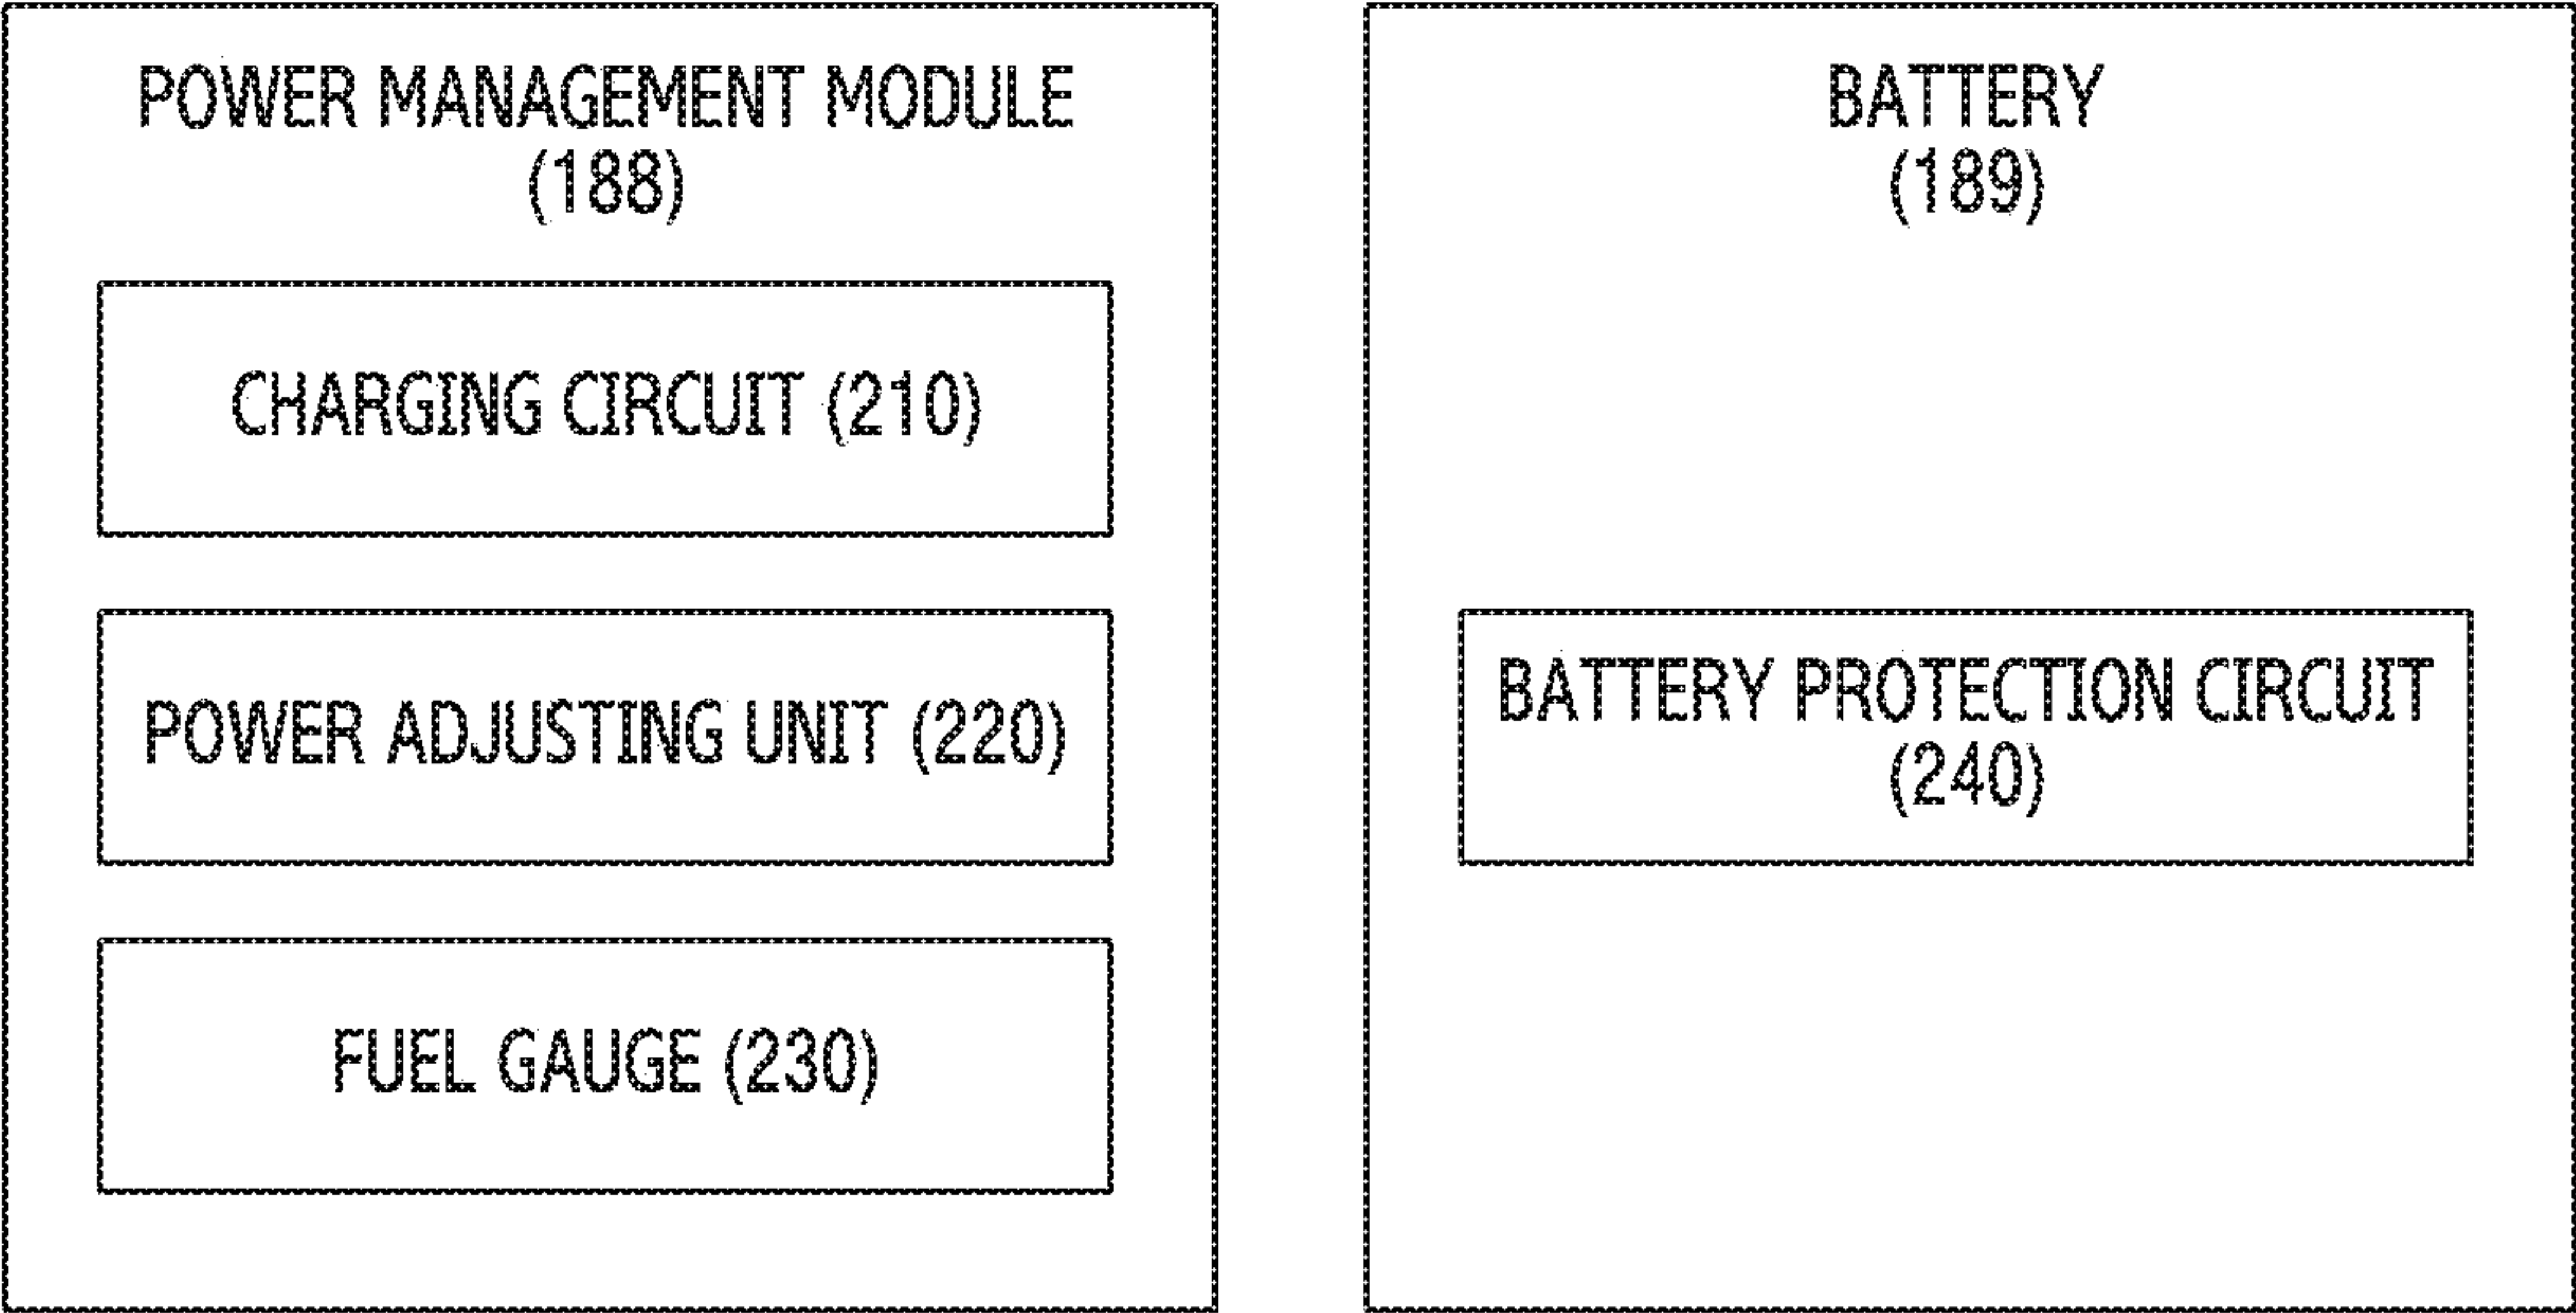 POWER MANAGEMENT MODULE
(188)
CHARGING CIRCUIT (210)
POWER ADJUSTING UNIT (220)
FUEL GAUGE (230)
BATTERY
(189)
BATTERY PROTECTION CIRCUIT
(240)